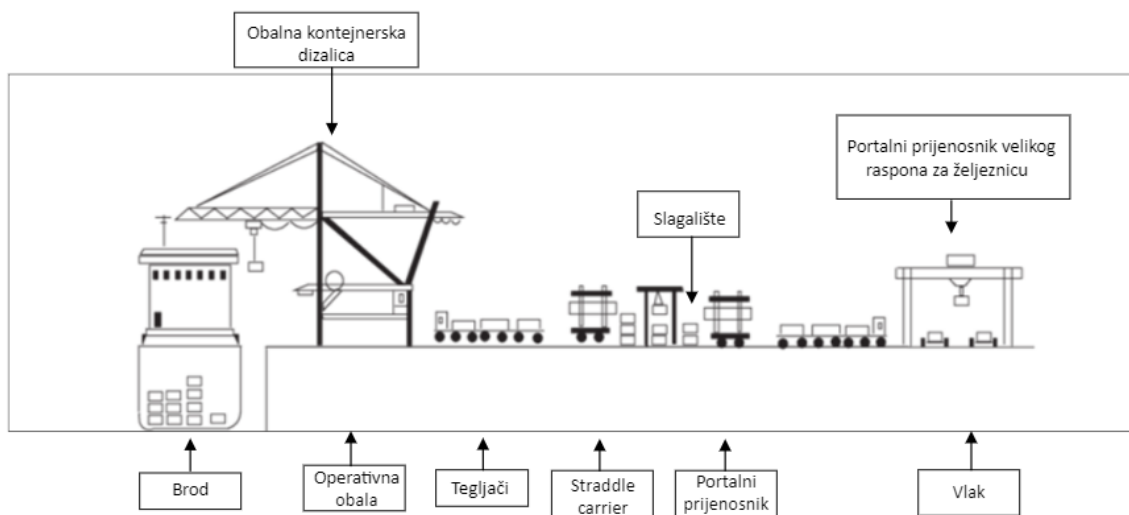 Obalna kontejnerska
dizalica
Portalni prijenosnik velikog
raspona za željeznicu
Slagalište
Brod
Operativna
obala
Tegljači
Straddle
carrier
Portalni
prijenosnik
Vlak